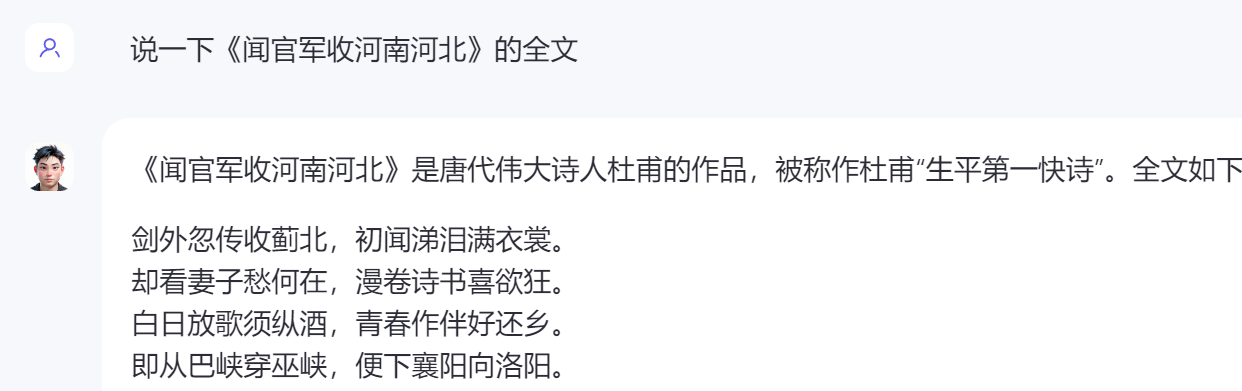 说一下《闻官军收河南河北》的全文
《闻官军收河南河北》是唐代伟大诗人杜甫的作品，被称作杜甫“生平第一快诗”。全文如下
剑外忽传收蓟北，初闻涕泪满衣裳。
却看妻子愁何在，漫卷诗书喜欲狂。
白日放歌须纵酒，青春作伴好还乡。
即从巴峡穿巫峡，便下襄阳向洛阳。